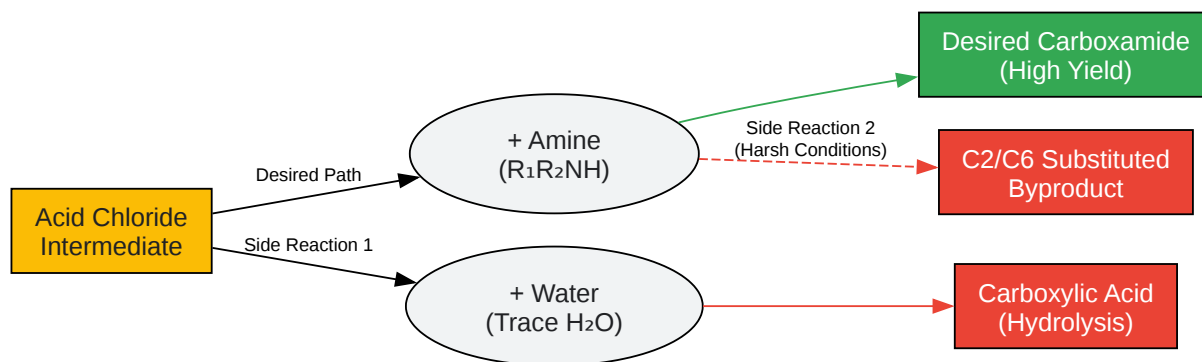 Desired Carboxamide
(High Yield)
+ Amine
(R₁R₂NH)
Side Reaction 2
(Harsh Conditions)
C2/C6 Substituted
Byproduct
Desired Path
Acid Chloride
Intermediate
Side Reaction 1
+ Water
(Trace H₂O)
Carboxylic Acid
(Hydrolysis)